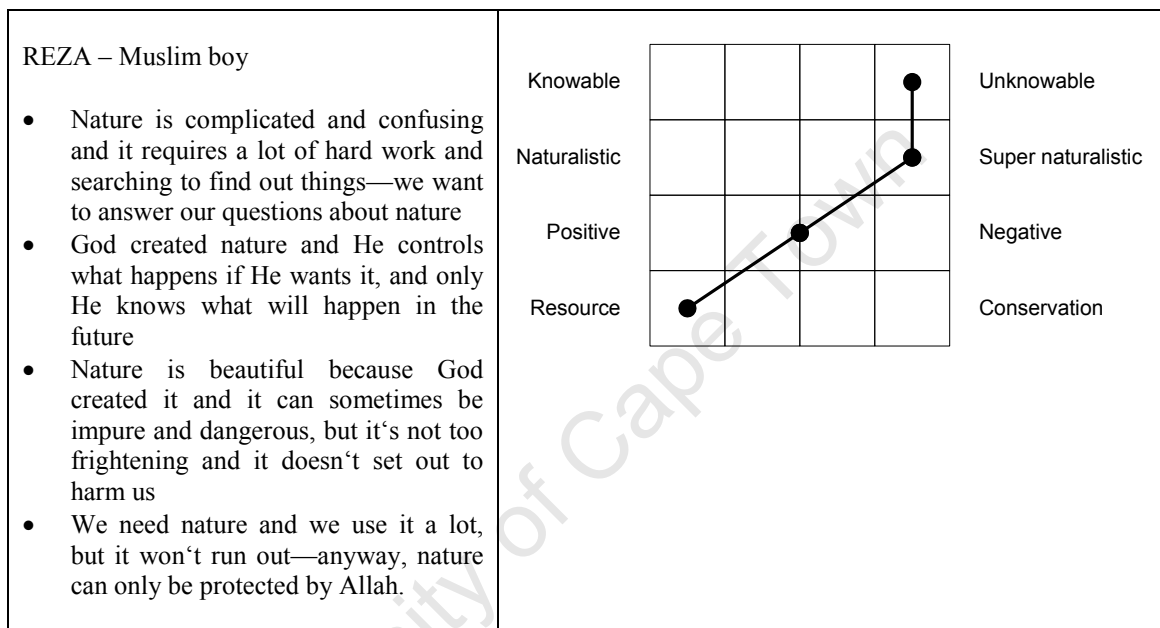 REZA – Muslim boy
• Nature is complicated and confusing
and it requires a lot of hard work and
searching to find out things—we want
to answer our questions about nature
• God created nature and He controls
what happens if He wants it, and only
He knows what will happen in the
future
• Nature is beautiful because God
created it and it can sometimes be
impure and dangerous, but it‘s not too
frightening and it doesn‘t set out to
harm us
• We need nature and we use it a lot,
but it won‘t run out—anyway, nature
can only be protected by Allah.
Knowable Unknowable
Naturalistic Super naturalistic
Positive Negative
Resource Conservation
ity of Cape Town